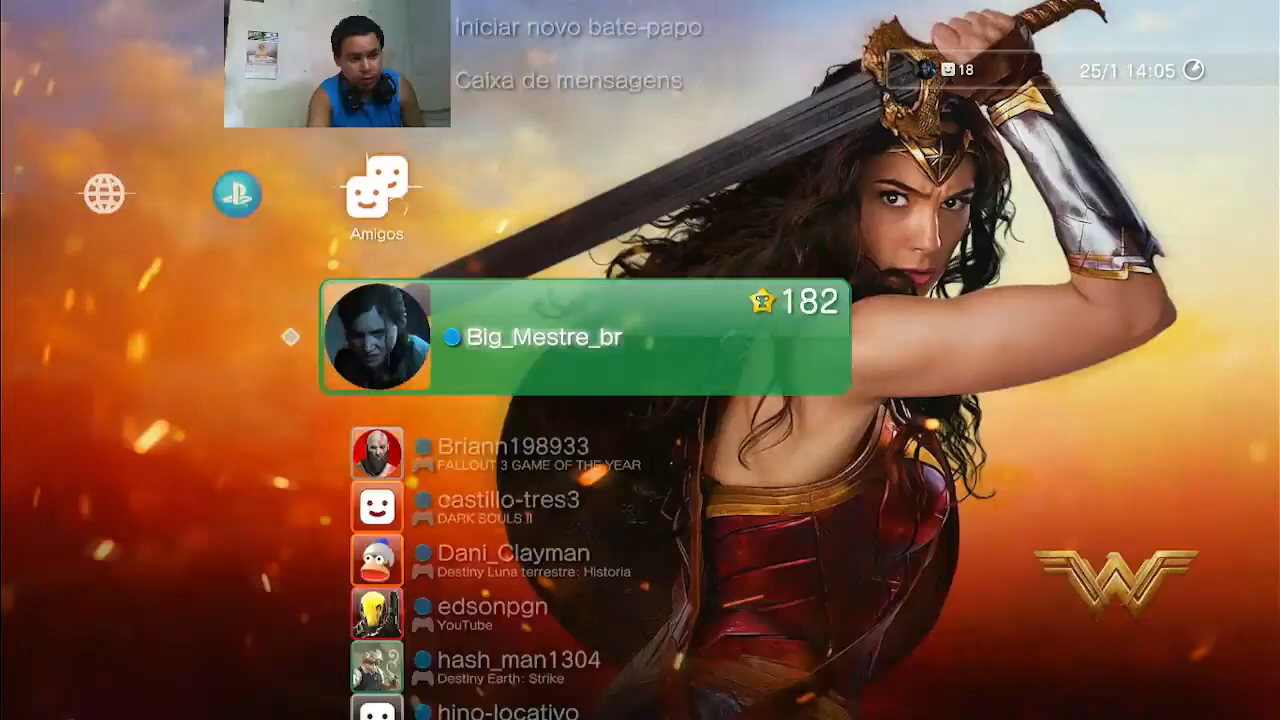 Iniciar novo bate-papo
Caixa de mensagens
18
25/1 14:05
Amigos
182
Big_Mestre_br
Briann198933
FALLOUT 3 GAME OF THE YEAR
castillo-tres3
DARK SOULS II
Dani_Clayman
Destiny Luna terrestre: Historia
edsonpgn
YouTube
hash_man1304
Destiny Earth: Strike
hino-locativo